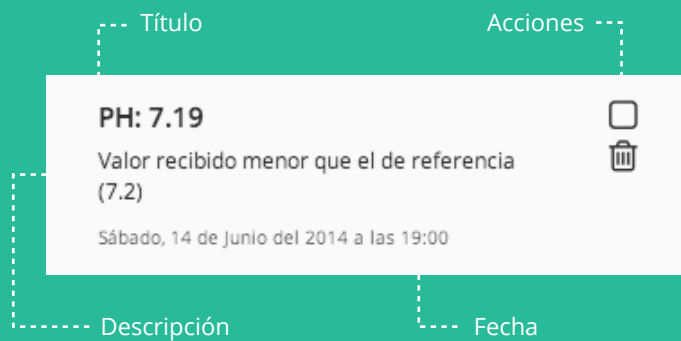 Título
Acciones
PH: 7.19
Valor recibido menor que el de referencia
(7.2)
Sábado, 14 de Junio del 2014 a las 19:00
Descripción
Fecha